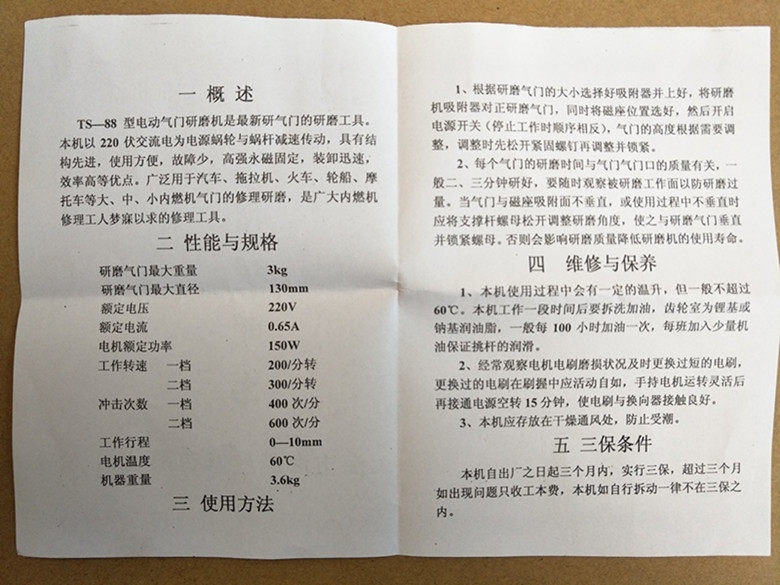 一 概 述
TS—88 型电动气门研磨机是最新研气门的研磨工具。
本机以 220 伏交流电为电源蜗轮与蜗杆减速传动，具有结
构先进，使用方便，故障少，高强永磁固定，装卸迅速，
效率高等优点。广泛用于汽车、拖拉机、火车、轮船、摩
托车等大、中、小内燃机气门的修理研磨，是广大内燃机
修理工人梦寐以求的修理工具。
二 性能与规格
研磨气门最大重量 3kg
研磨气门最大直径 130mm
额定电压 220V
额定电流 0.65A
电机额定功率 150W
工作转速 一档 200/分转
二档 300/分转
冲击次数 一档 400 次/分
二档 600 次/分
工作行程 0—10mm
电机温度 60℃
机器重量 3.6kg
三 使用方法
1、根据研磨气门的大小选择好吸附器并上好，将研磨
机吸附器对正研磨气门，同时将磁座位置选好，然后开启
电源开关（停止工作时顺序相反），气门的高度根据需要调
整，调整时先松开紧固螺钉再调整并锁紧。
2、每个气门的研磨时间与气门气门口的质量有关，一
般二、三分钟研好，要随时观察被研磨工作面以防研磨过
量。当气门与磁座吸附面不垂直，或使用过程中不垂直时
应将支撑杆螺母松开调整研磨角度，使之与研磨气门垂直
并锁紧螺母。否则会影响研磨质量降低研磨机的使用寿命。
四 维修与保养
1、本机使用过程中会有一定的温升，但一般不超过
60℃。本机工作一段时间后要拆洗加油，齿轮室为锂基或
钠基润油脂，一般每 100 小时加油一次，每班加入少量机
油保证挑杆的润滑。
2、经常观察电机电刷磨损状况及时更换过短的电刷，
更换过的电刷在刷握中应活动自如，手持电机运转灵活后
再接通电源空转 15 分钟，使电刷与换向器接触良好。
3、本机应存放在干燥通风处，防止受潮。
五 三保条件
本机自出厂之日起三个月内，实行三保，超过三个月
如出现问题只收工本费，本机如自行拆动一律不在三保之
内。